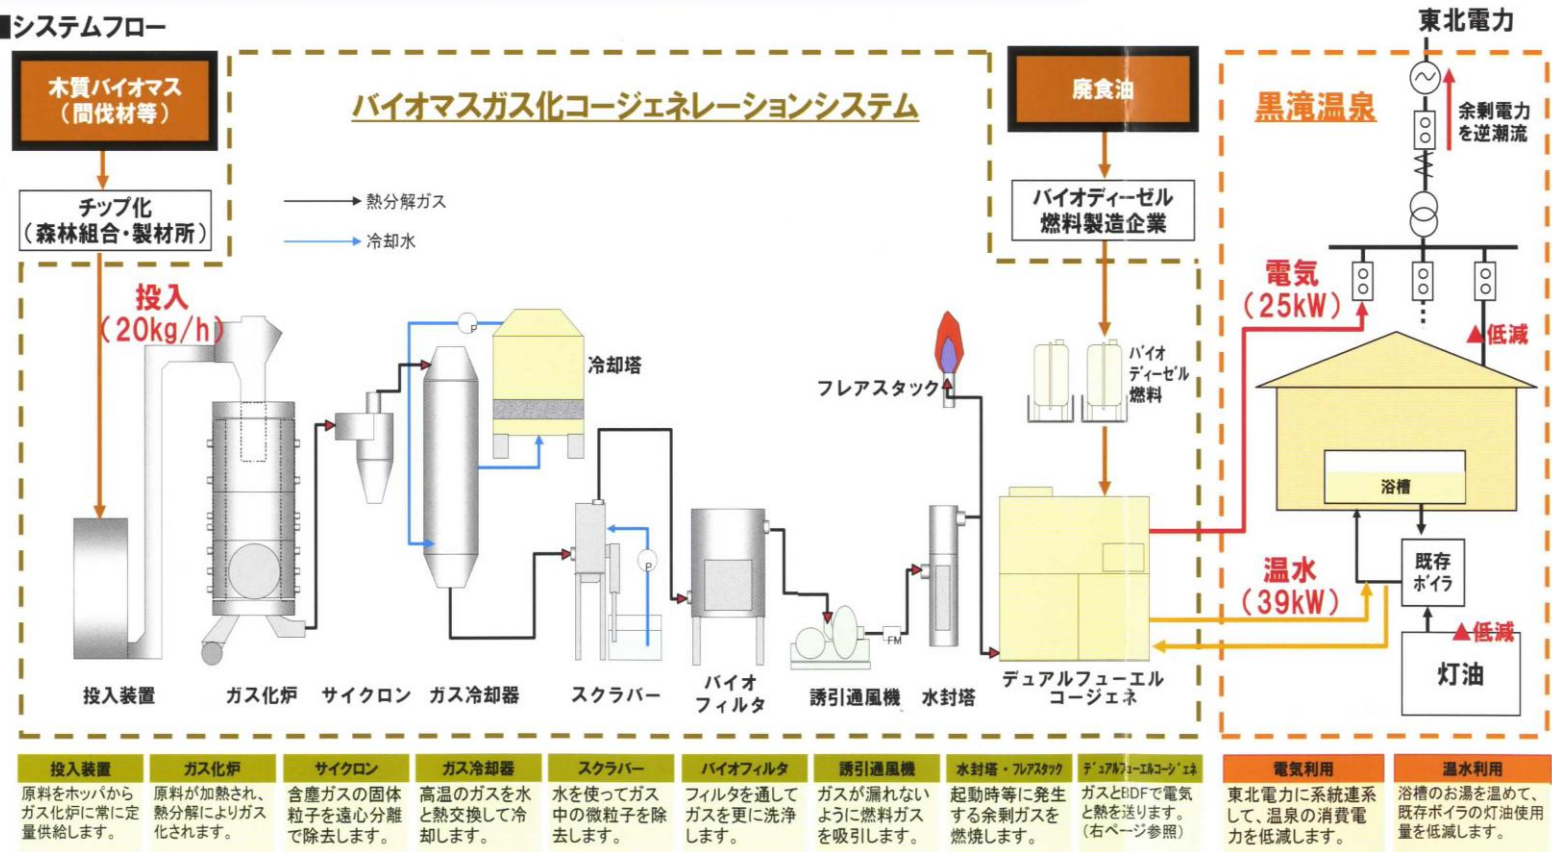 ■システムフロー
東北電力
木質バイオマス
（間伐材等）
バイオマスガス化コージェネレーションシステム
廃食油
黒滝温泉
余剰電力
を逆潮流
チップ化
（森林組合・製材所）
熱分解ガス
冷却水
バイオディーゼル
燃料製造企業
投入
（20kg/h）
電気
（25kW）
▲低減
P
冷却塔
フレアスタック
バイオ
ディーゼル
燃料
浴槽
P
既存
ボイラ
温水
（39kW）
FM
▲低減
灯油
投入装置
ガス化炉
サイクロン
ガス冷却器
スクラバー
バイオ
フィルタ
誘引通風機
水封塔
デュアルフューエル
コージェネ
投入装置
原料をホッパから
ガス化炉に常に定
量供給します。
ガス化炉
原料が加熱され、
熱分解によりガス
化されます。
サイクロン
含塵ガスの固体
粒子を遠心分離
で除去します。
ガス冷却器
高温のガスを水
と熱交換して冷
却します。
スクラバー
水を使ってガス
中の微粒子を除
去します。
バイオフィルタ
フィルタを通して
ガスを更に洗浄
します。
誘引通風機
ガスが漏れない
ように燃料ガス
を吸引します。
水封塔・フレアスタック
起動時等に発生
する余剰ガスを
燃焼します。
デュアルフューエルコージェネ
ガスとBDFで電気
と熱を送ります。
（右ページ参照）
電気利用
東北電力に系統連系
して、温泉の消費電
力を低減します。
温水利用
浴槽のお湯を温めて、
既存ボイラの灯油使用
量を低減します。